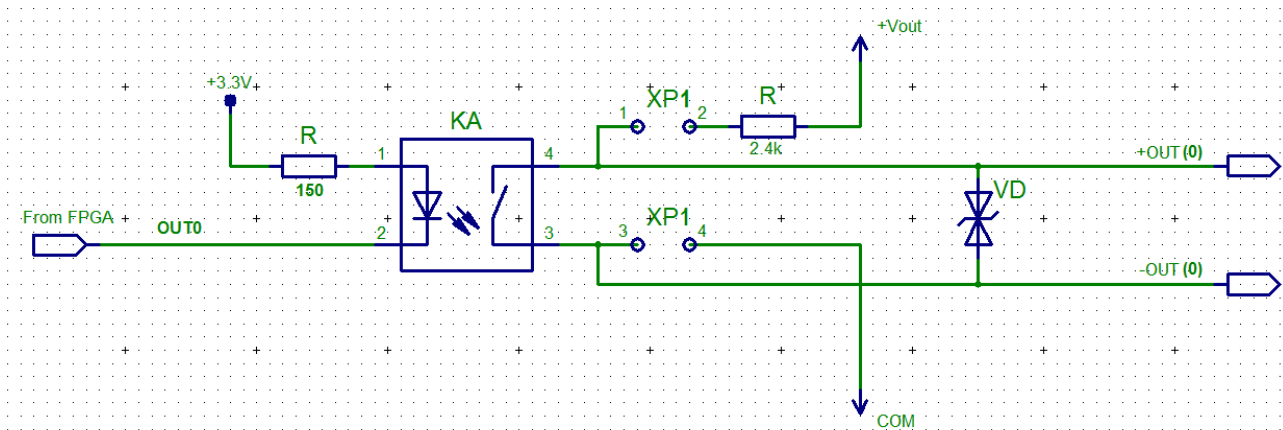 +Vout
+3.3V
XP1
R
1
2
2.4k
KA
R
1
4
+OUT(0)
150
VD
From FPGA
OUT0
2
3
XP1
3
4
-OUT(0)
COM